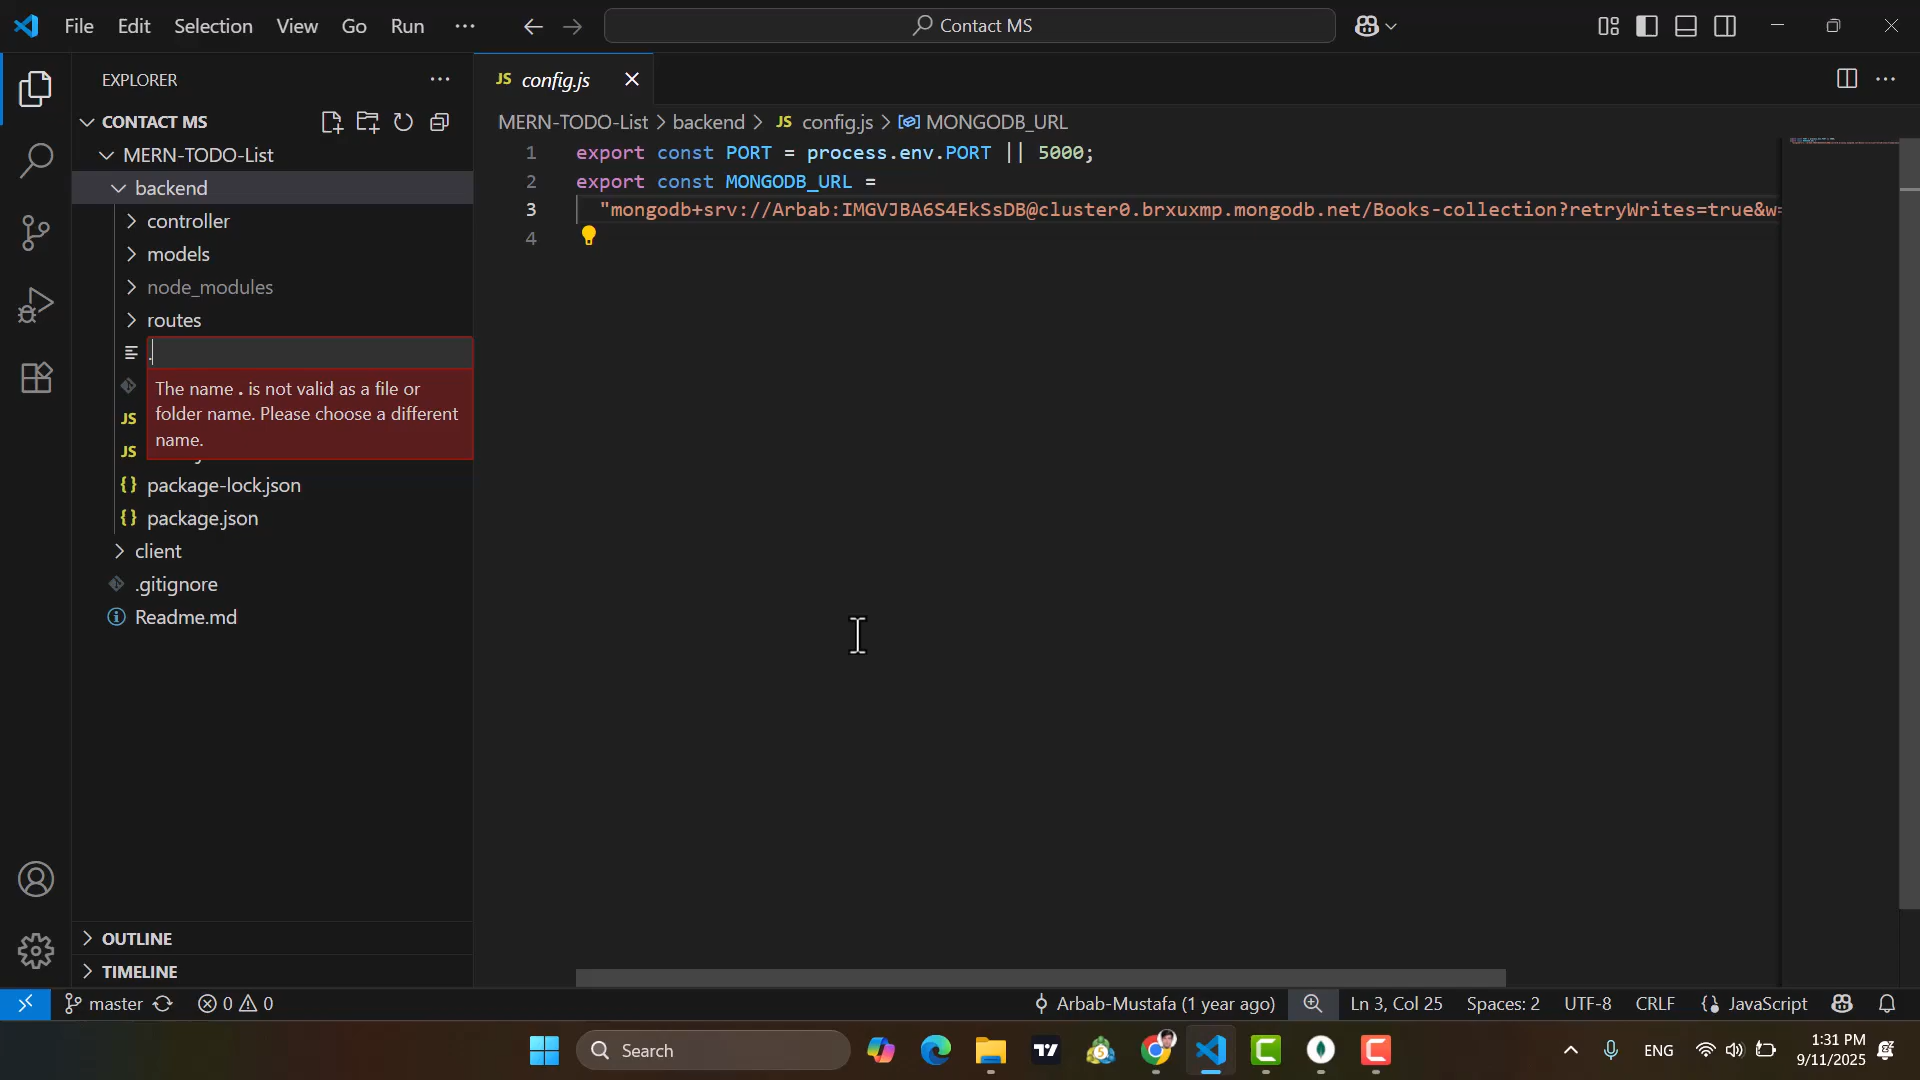 File Edit Selection View Go Run ···
Contact MS
EXPLORER
CONTACT MS
MERN-TODO-List
backend
controller
models
node_modules
routes
.
The name . is not valid as a file or
folder name. Please choose a different
name.
package-lock.json
package.json
client
.gitignore
Readme.md
OUTLINE
TIMELINE
JS config.js
MERN-TODO-List > backend > JS config.js > MONGODB_URL
1 export const PORT = process.env.PORT || 5000;
2 export const MONGODB_URL =
3 "mongodb+srv://Arbab:IMGVJBA6S4EkSsDB@cluster0.brxuxmp.mongodb.net/Books-collection?retryWrites=true&w=
4
master 0 0 Arbab-Mustafa (1 year ago) Ln 3, Col 25 Spaces: 2 UTF-8 CRLF JavaScript
Search ENG 1:31 PM
9/11/2025